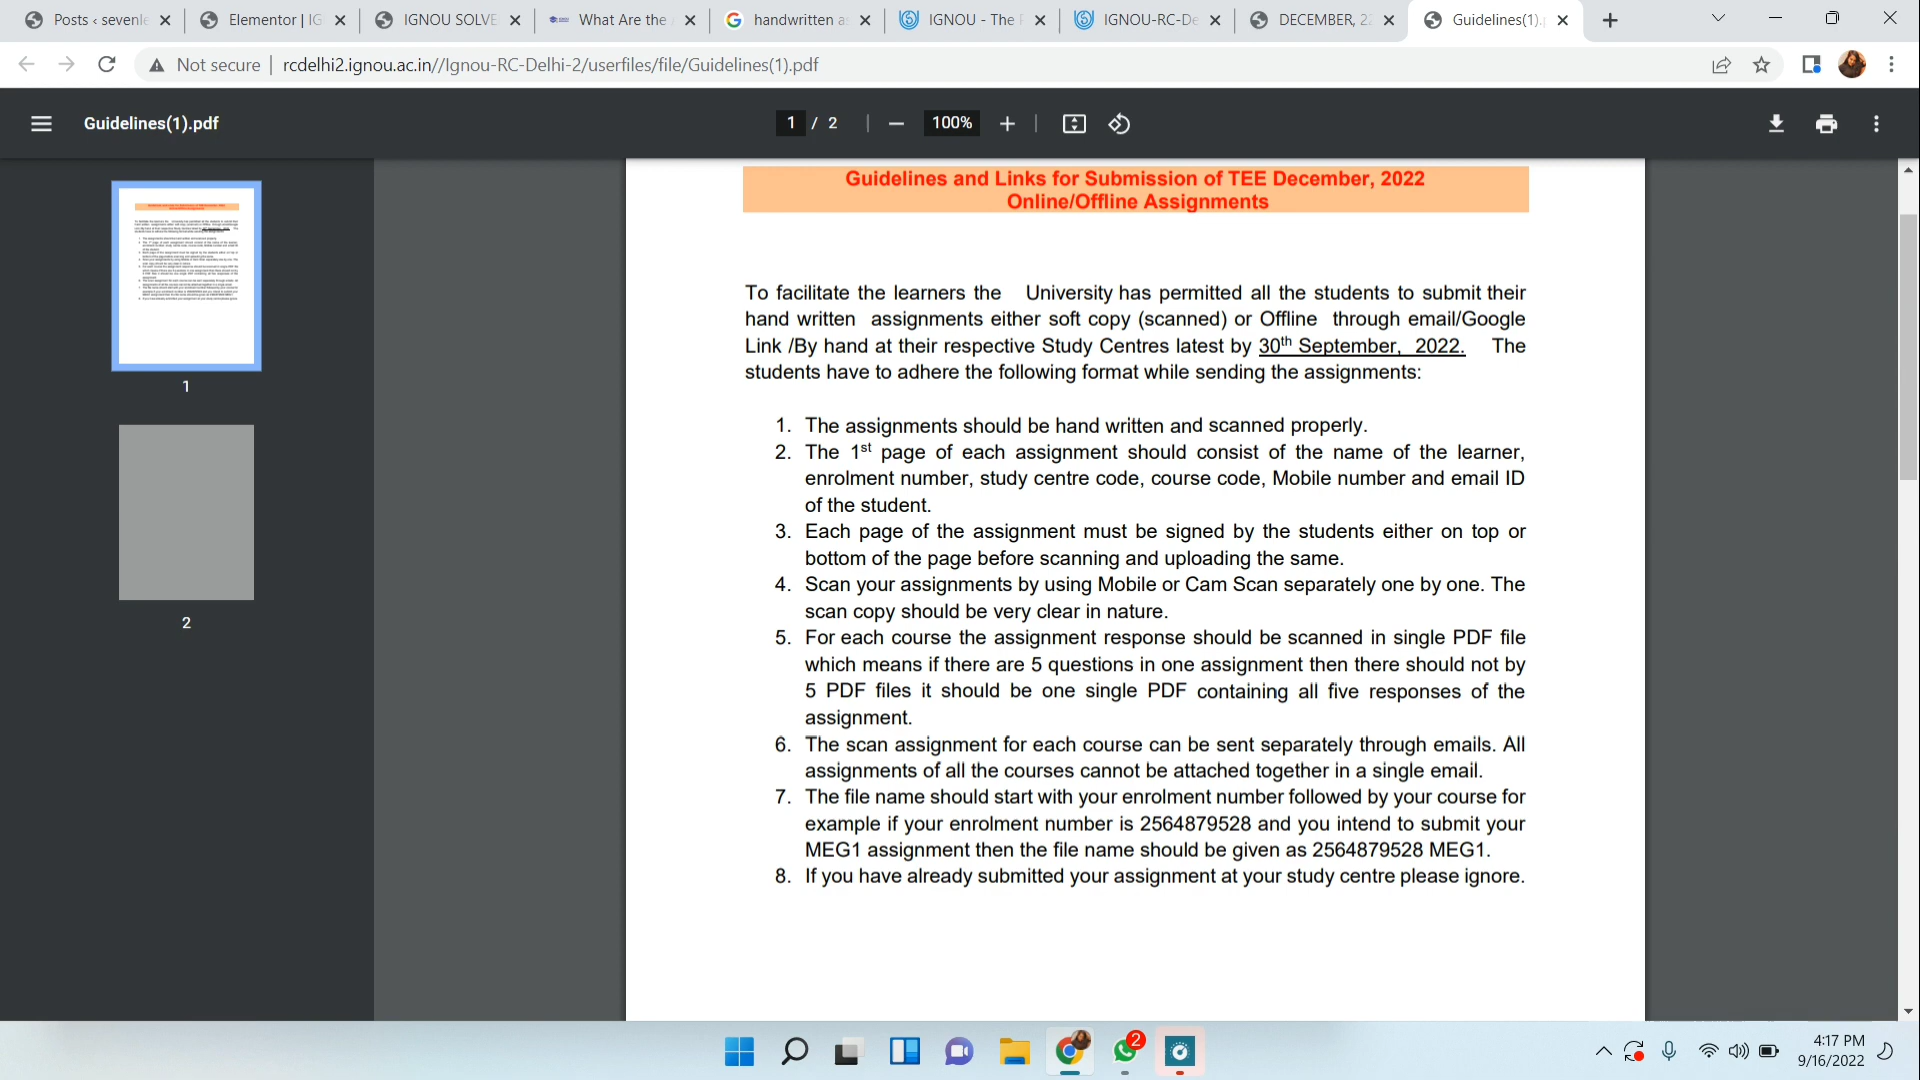 Posts ‹ sevenle
Elementor | IG
IGNOU SOLVE
What Are the
handwritten a
IGNOU - The
IGNOU-RC-De
DECEMBER, 2
Guidelines(1).
Not secure
rcdelhi2.ignou.ac.in//Ignou-RC-Delhi-2/userfiles/file/Guidelines(1).pdf
Guidelines(1).pdf
1 / 2
100%
Guidelines and Links for Submission of TEE December, 2022
Online/Offline Assignments
To facilitate the learners the University has permitted all the students to submit their
hand written assignments either soft copy (scanned) or Offline through email/Google
Link /By hand at their respective Study Centres latest by 30th September, 2022. The
students have to adhere the following format while sending the assignments:
1. The assignments should be hand written and scanned properly.
2. The 1st page of each assignment should consist of the name of the learner,
enrolment number, study centre code, course code, Mobile number and email ID
of the student.
3. Each page of the assignment must be signed by the students either on top or
bottom of the page before scanning and uploading the same.
4. Scan your assignments by using Mobile or Cam Scan separately one by one. The
scan copy should be very clear in nature.
5. For each course the assignment response should be scanned in single PDF file
which means if there are 5 questions in one assignment then there should not by
5 PDF files it should be one single PDF containing all five responses of the
assignment.
6. The scan assignment for each course can be sent separately through emails. All
assignments of all the courses cannot be attached together in a single email.
7. The file name should start with your enrolment number followed by your course for
example if your enrolment number is 2564879528 and you intend to submit your
MEG1 assignment then the file name should be given as 2564879528 MEG1.
8. If you have already submitted your assignment at your study centre please ignore.
1
2
2
4:17 PM
9/16/2022